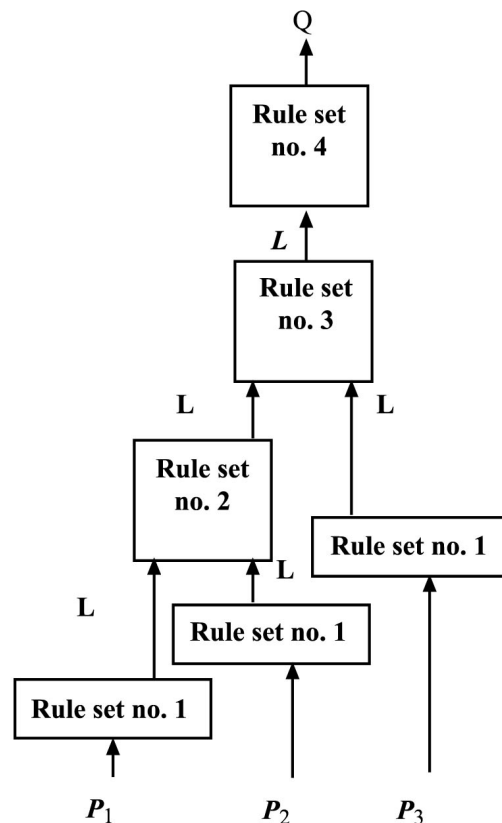 Q
Rule set
no. 4
L
Rule set
no. 3
L
L
Rule set
no. 2
Rule set no. 1
L
L
Rule set no. 1
Rule set no. 1
P1
P2
P3